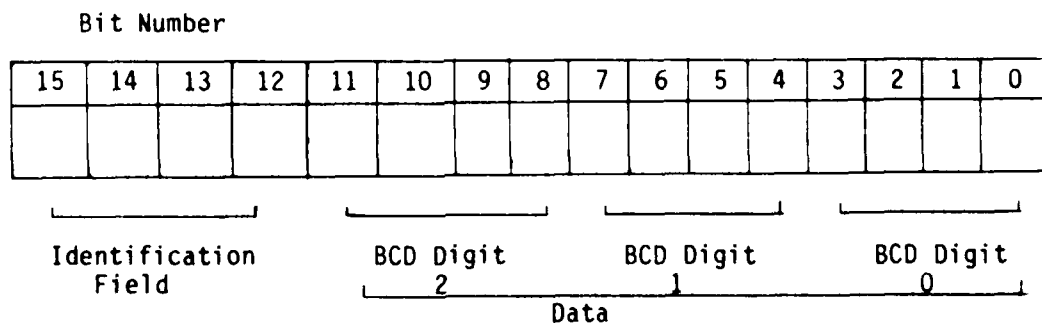 Bit Number
15 14 13 12 11 10 9 8 7 6 5 4 3 2 1 0
Identification Field BCD Digit 2 BCD Digit 1 BCD Digit 0
Data